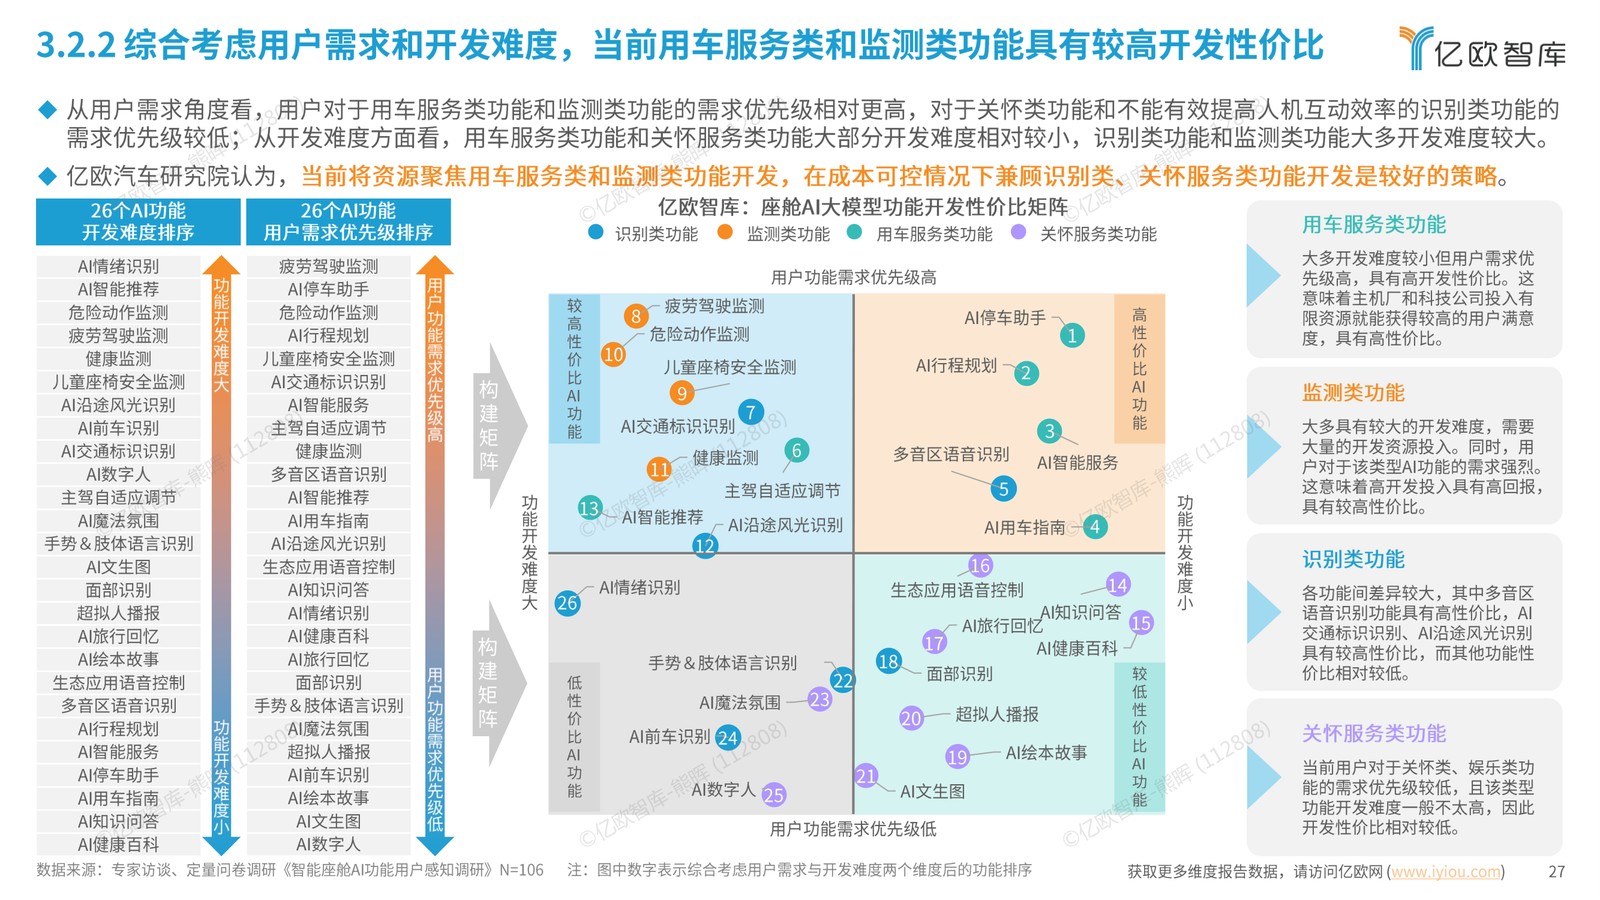 3.2.2 综合考虑用户需求和开发难度，当前用车服务类和监测类功能具有较高开发性价比
亿欧智库
从用户需求角度看，用户对于用车服务类功能和监测类功能的需求优先级相对更高，对于关怀类功能和不能有效提高人机互动效率的识别类功能的
需求优先级较低；从开发难度方面看，用车服务类功能和关怀服务类功能大部分开发难度相对较小，识别类功能和监测类功能大多开发难度较大。
亿欧汽车研究院认为，当前将资源聚焦用车服务类和监测类功能开发，在成本可控情况下兼顾识别类、关怀服务类功能开发是较好的策略。
26个AI功能
开发难度排序
AI情绪识别
AI智能推荐
危险动作监测
疲劳驾驶监测
健康监测
儿童座椅安全监测
AI沿途风光识别
AI前车识别
AI交通标识识别
AI数字人
主驾自适应调节
AI魔法氛围
手势＆肢体语言识别
AI文生图
面部识别
超拟人播报
AI旅行回忆
AI绘本故事
生态应用语音控制
多音区语音识别
AI行程规划
AI智能服务
AI停车助手
AI用车指南
AI知识问答
AI健康百科
功能开发难度大
功能开发难度小
26个AI功能
用户需求优先级排序
疲劳驾驶监测
AI停车助手
危险动作监测
AI行程规划
儿童座椅安全监测
AI交通标识识别
AI智能服务
主驾自适应调节
健康监测
多音区语音识别
AI智能推荐
AI用车指南
AI沿途风光识别
生态应用语音控制
AI知识问答
AI情绪识别
AI健康百科
AI旅行回忆
面部识别
手势＆肢体语言识别
AI魔法氛围
超拟人播报
AI前车识别
AI绘本故事
AI文生图
AI数字人
用户功能需求优先级高
用户功能需求优先级低
构建矩阵
构建矩阵
亿欧智库：座舱AI大模型功能开发性价比矩阵
识别类功能 监测类功能 用车服务类功能 关怀服务类功能
用户功能需求优先级高
功能开发难度大
功能开发难度小
较高性价比AI功能
8 疲劳驾驶监测
10 危险动作监测
儿童座椅安全监测
9
7
AI交通标识识别
6
11 健康监测
主驾自适应调节
13 AI智能推荐
AI沿途风光识别
12
高性价比AI功能
AI停车助手 1
AI行程规划 2
3
AI智能服务
多音区语音识别
5
AI用车指南 4
低性价比AI功能
AI情绪识别
26
手势＆肢体语言识别
22
AI魔法氛围 23
AI前车识别 24
AI数字人 25
较低性价比AI功能
16
生态应用语音控制
14
AI知识问答
15
AI健康百科
AI旅行回忆
17
18 面部识别
20 超拟人播报
19 AI绘本故事
21 AI文生图
用户功能需求优先级低
用车服务类功能
大多开发难度较小但用户需求优
先级高，具有高开发性价比。这
意味着主机厂和科技公司投入有
限资源就能获得较高的用户满意
度，具有高性价比。
监测类功能
大多具有较大的开发难度，需要
大量的开发资源投入。同时，用
户对于该类型AI功能的需求强烈。
这意味着高开发投入具有高回报，
具有较高性价比。
识别类功能
各功能间差异较大，其中多音区
语音识别功能具有高性价比，AI
交通标识识别、AI沿途风光识别
具有较高性价比，而其他功能性
价比相对较低。
关怀服务类功能
当前用户对于关怀类、娱乐类功
能的需求优先级较低，且该类型
功能开发难度一般不太高，因此
开发性价比相对较低。
数据来源：专家访谈、定量问卷调研《智能座舱AI功能用户感知调研》N=106
注：图中数字表示综合考虑用户需求与开发难度两个维度后的功能排序
获取更多维度报告数据，请访问亿欧网 (www.iyiou.com)
27
©亿欧智库-熊晖 (112808)